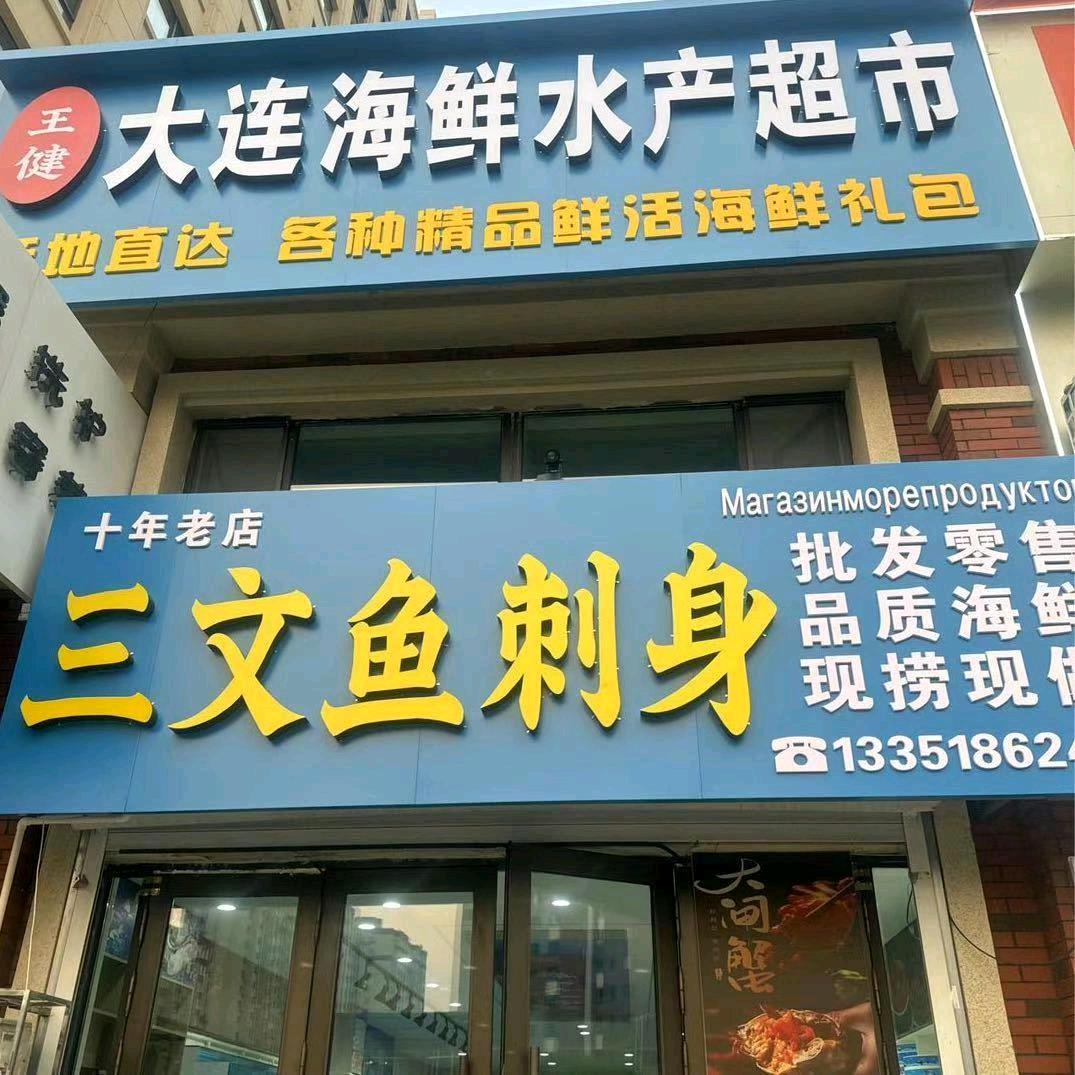 王健
大连海鲜水产超市
地直达 各种精品鲜活海鲜礼包
十年老店
三文鱼刺身
Магазинморепродукто
批发零售
品质海鲜
现捞现做
☎13351862
大闸蟹